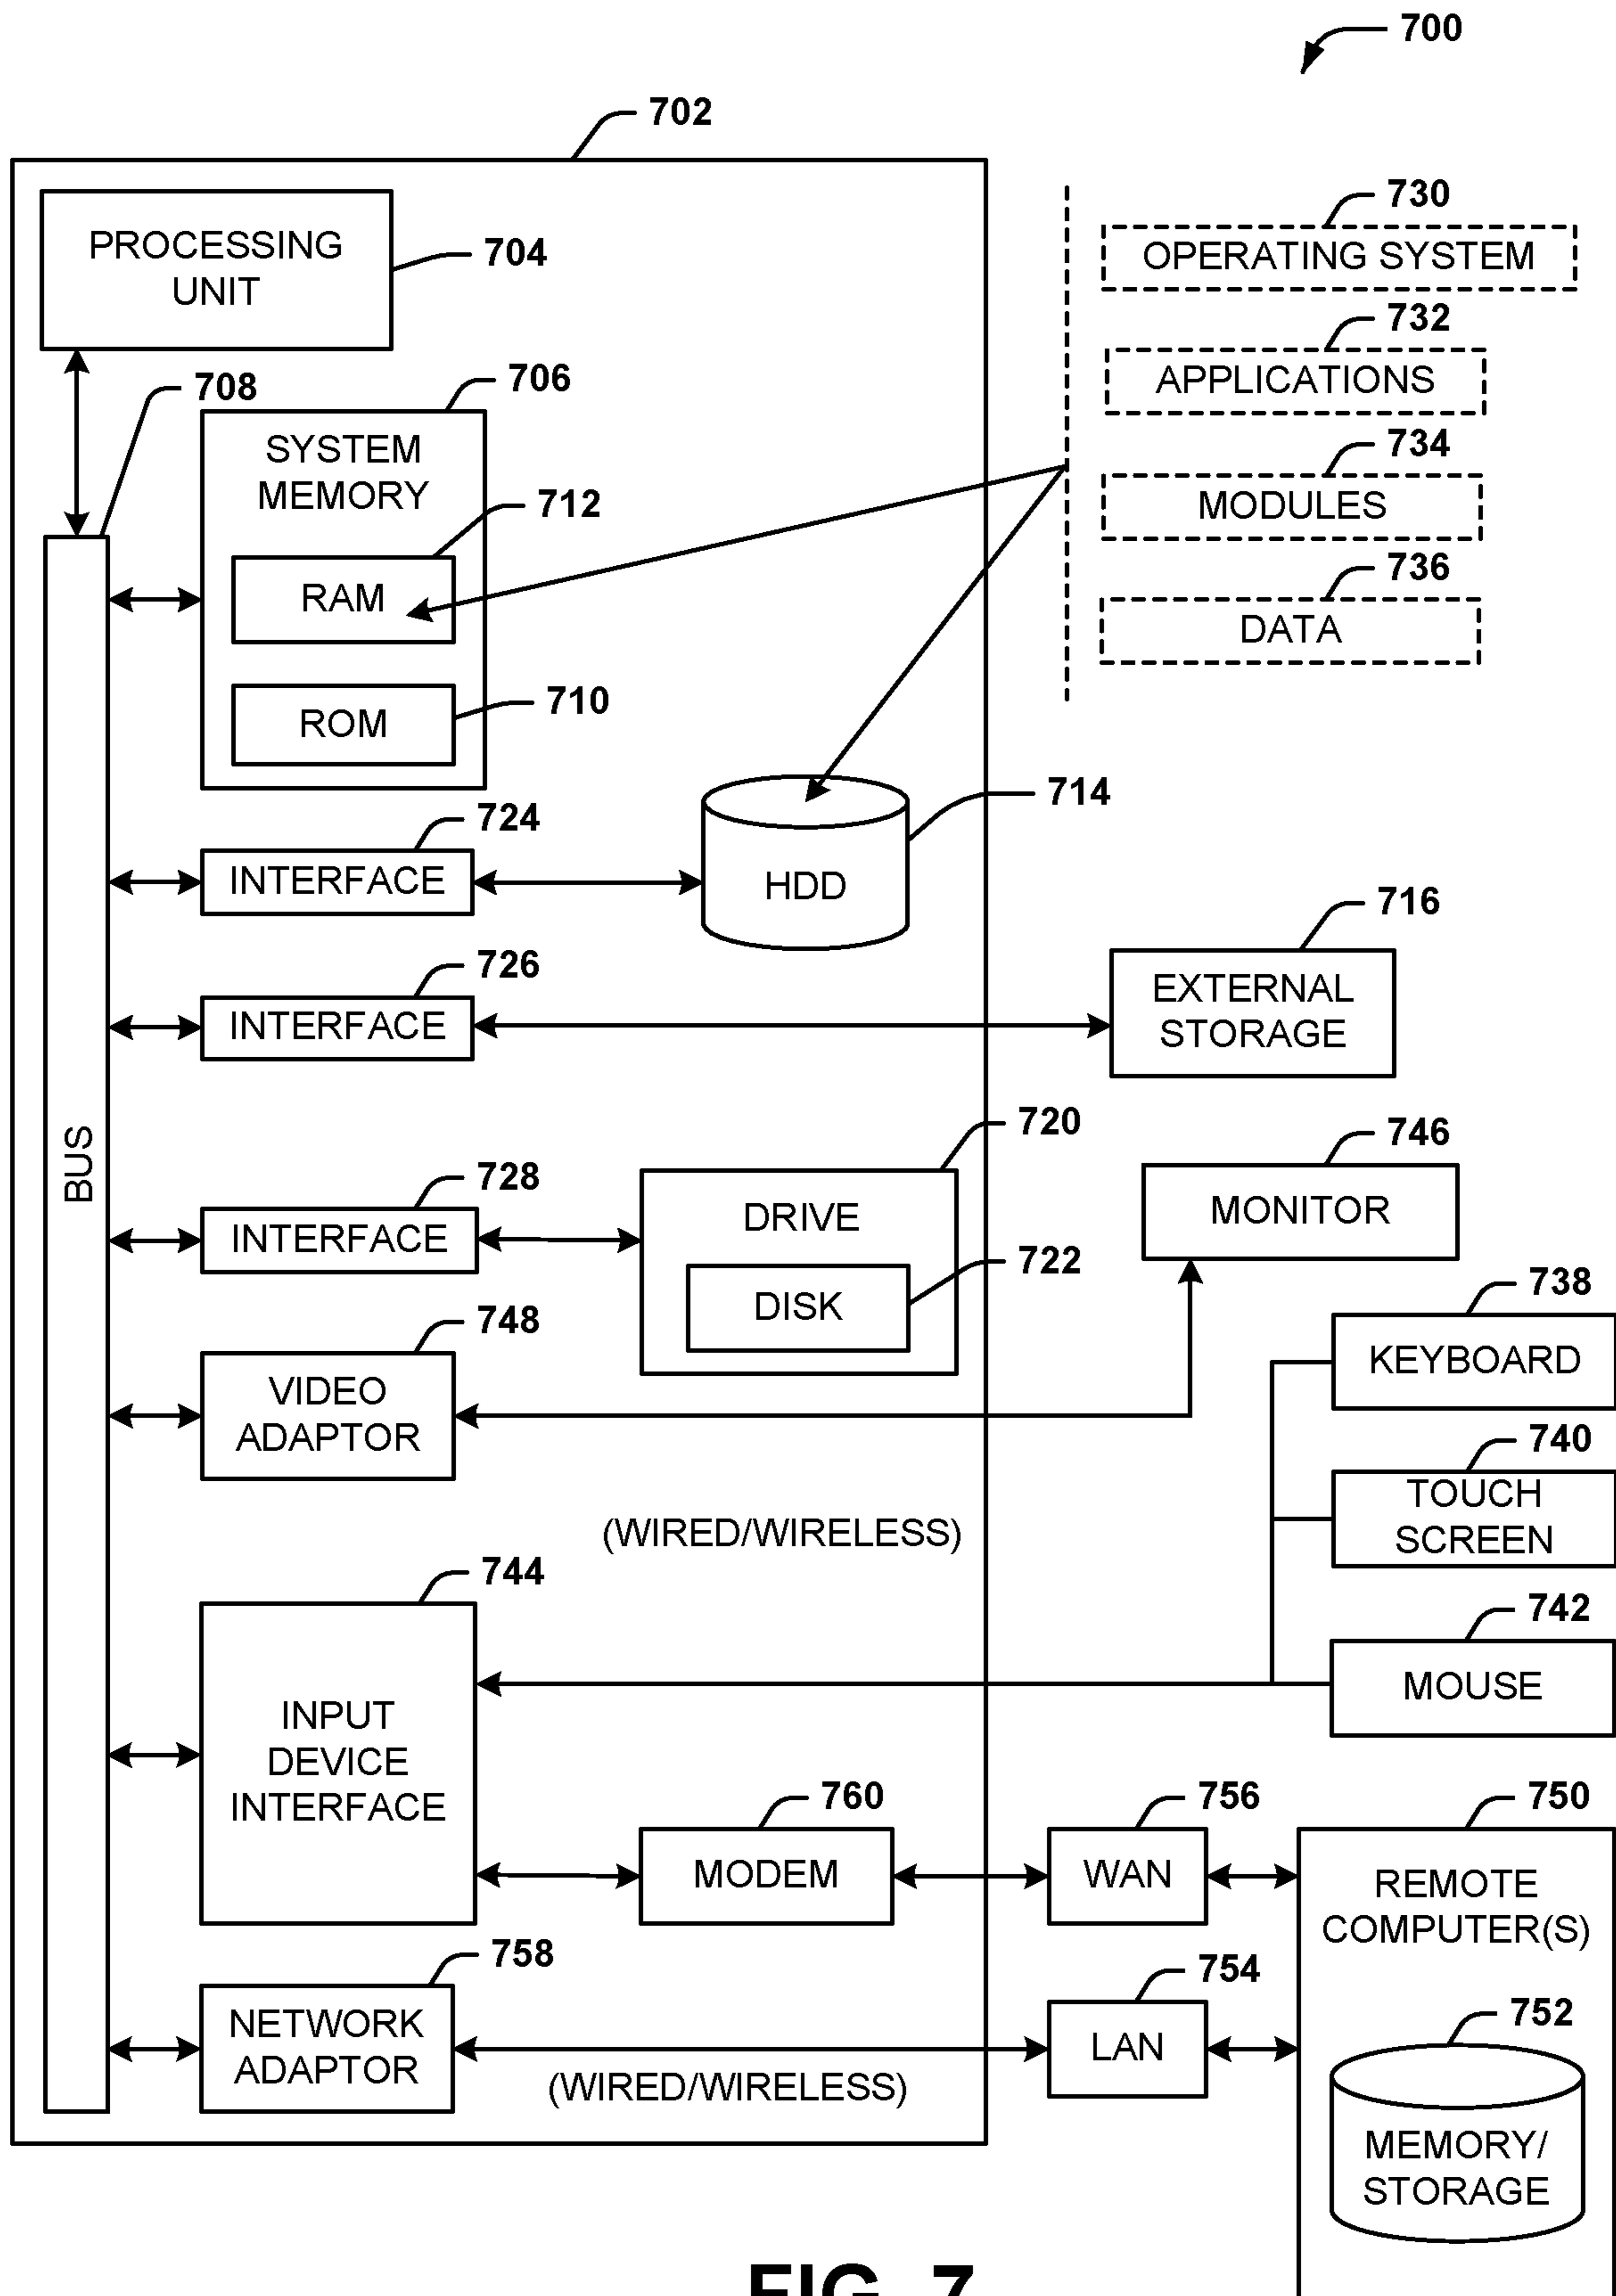 700
702
PROCESSING
UNIT
704
730
OPERATING SYSTEM
732
APPLICATIONS
734
MODULES
736
DATA
708
706
SYSTEM
MEMORY
712
RAM
710
ROM
714
HDD
724
INTERFACE
716
EXTERNAL
STORAGE
726
INTERFACE
BUS
720
DRIVE
722
DISK
728
INTERFACE
746
MONITOR
748
VIDEO
ADAPTOR
738
KEYBOARD
740
TOUCH
SCREEN
(WIRED/WIRELESS)
742
MOUSE
744
INPUT
DEVICE
INTERFACE
760
MODEM
756
WAN
750
REMOTE
COMPUTER(S)
758
NETWORK
ADAPTOR
(WIRED/WIRELESS)
754
LAN
752
MEMORY/
STORAGE
FIG. 7